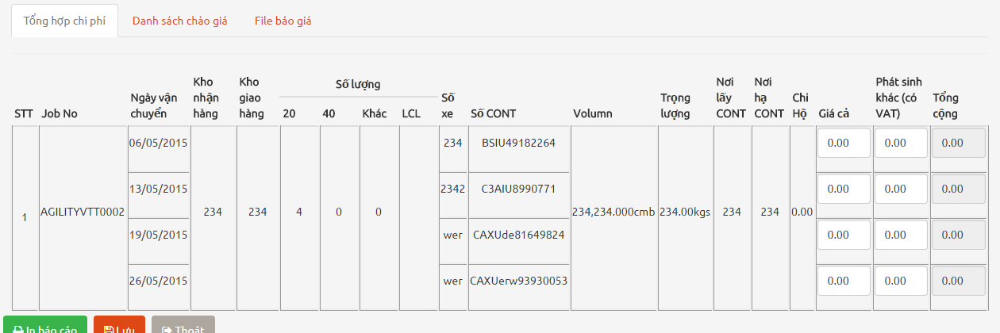 Tổng hợp chi phí Danh sách chào giá File báo giá
STT Job No Ngày vận chuyển Kho nhận hàng Kho giao hàng Số lượng 20 40 Khác LCL Số xe Số CONT Volumn Trọng lượng Nơi lấy CONT Nơi hạ CONT Chi Hộ Giá cả Phát sinh khác (có VAT) Tổng cộng
06/05/2015 234 BSIU49182264 0.00 0.00 0.00
13/05/2015 2342 C3AIU8990771 0.00 0.00 0.00
1 AGILITYVTT0002 234 234 4 0 0 234,234.000cmb 234.00kgs 234 234 0.00
19/05/2015 wer CAXUde81649824 0.00 0.00 0.00
26/05/2015 wer CAXUerw93930053 0.00 0.00 0.00
In báo cáo Lưu Thoát